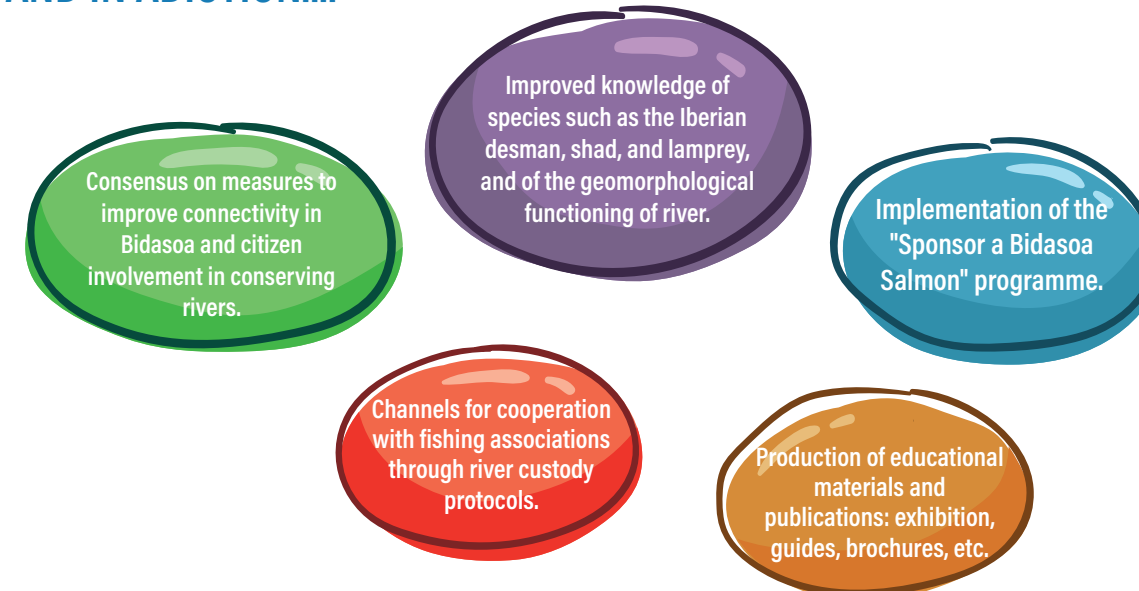 AND IN ADICTION....
Improved knowledge of
species such as the Iberian
desman, shad, and lamprey,
and of the geomorphological
functioning of river.
Consensus on measures to
improve connectivity in
Bidasoa and citizen
involvement in conserving
rivers.
Implementation of the
"Sponsor a Bidasoa
Salmon" programme.
Channels for cooperation
with fishing associations
through river custody
protocols.
Production of educational
materials and
publications: exhibition,
guides, brochures, etc.